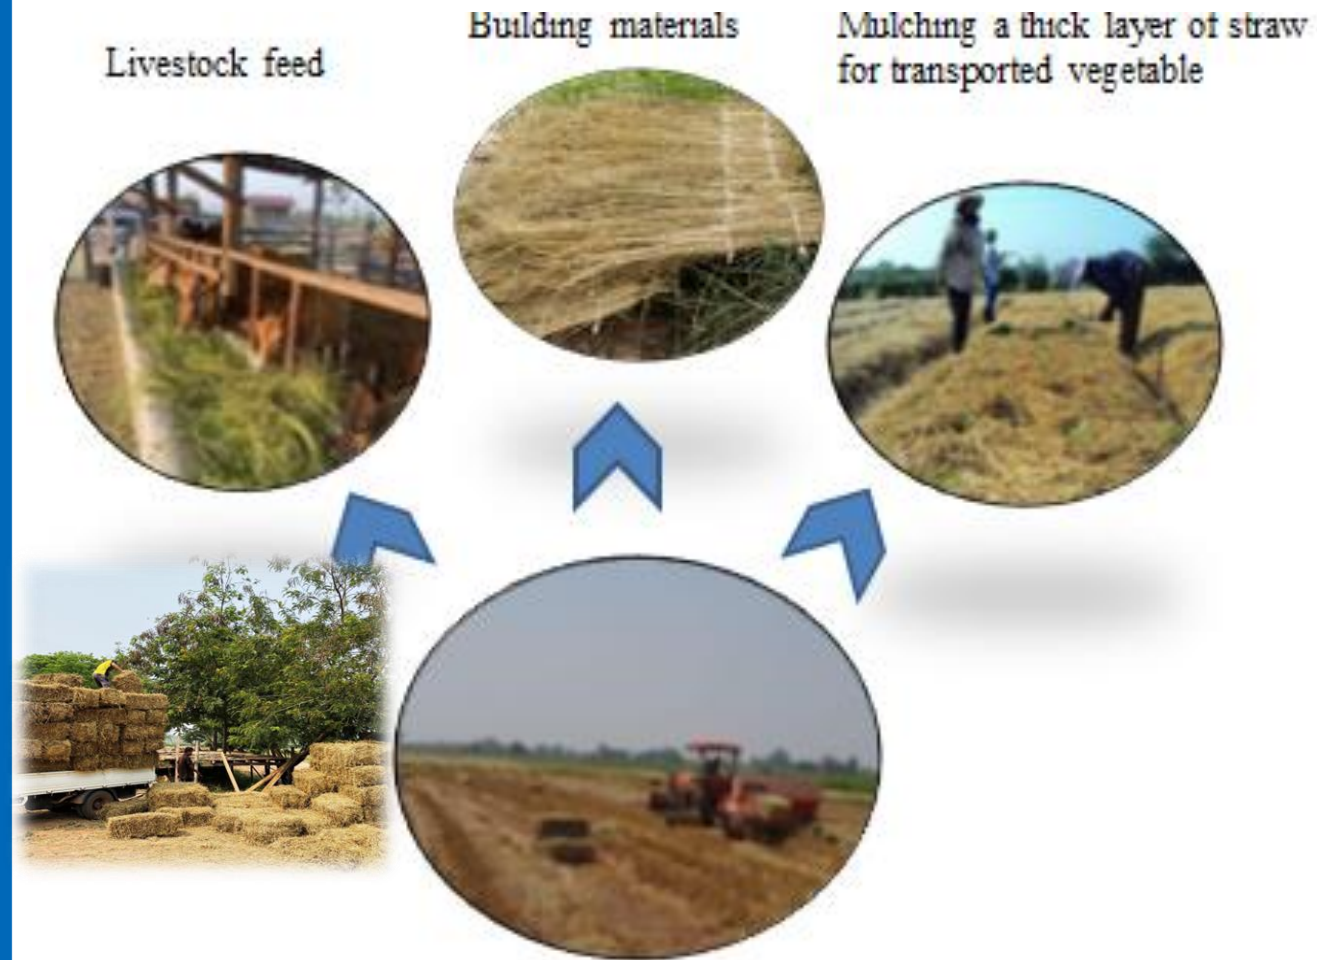 Livestock feed
Building materials
Mulching a thick layer of straw
for transported vegetable